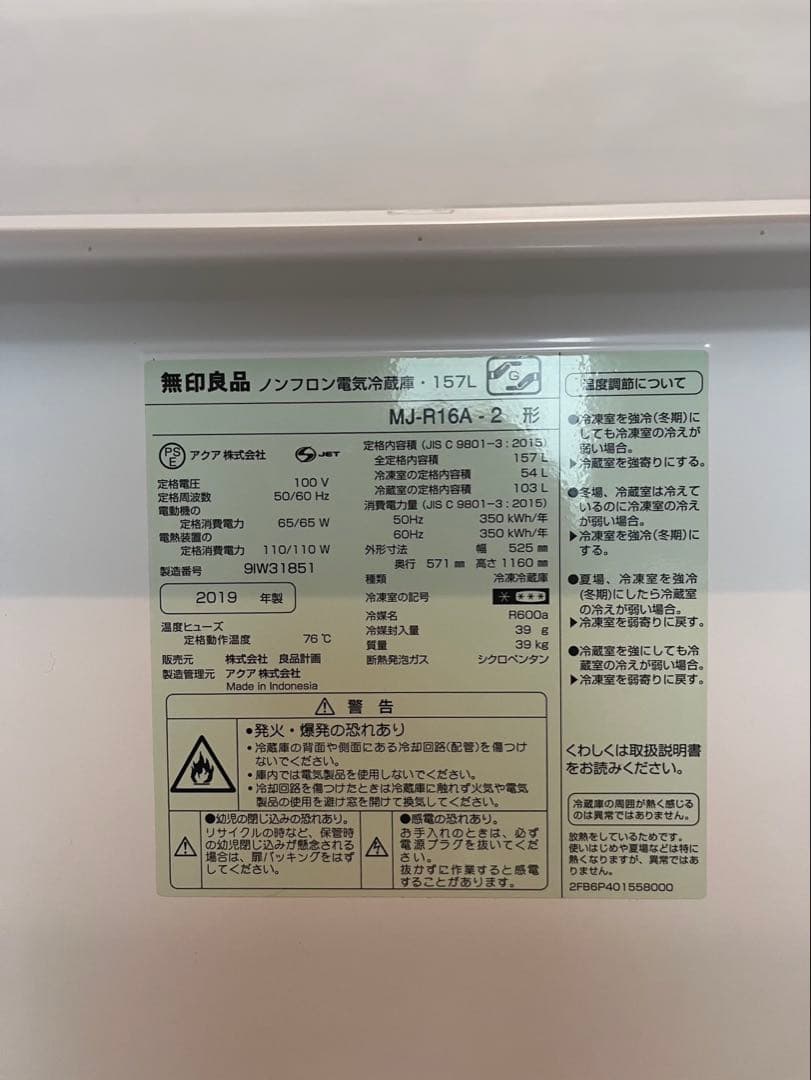 無印良品 ノンフロン電気冷蔵庫・157L
G
MJ-R16A-2 形
PS
E
アクア 株式会社
JET
定格電圧 100 V
定格周波数 50/60 Hz
電動機の
定格消費電力 65/65 W
電熱装置の
定格消費電力 110/110 W
製造番号 9IW31851
2019 年製
温度ヒューズ
定格動作温度 76 ℃
販売元 株式会社 良品計画
製造管理元 アクア 株式会社
Made in Indonesia
定格内容積 (JIS C 9801-3 : 2015)
全定格内容積 157 L
冷凍室の定格内容積 54 L
冷蔵室の定格内容積 103 L
消費電力量 (JIS C 9801-3 : 2015)
50Hz 350 kWh/年
60Hz 350 kWh/年
外形寸法 幅 525 ㎜
奥行 571 ㎜ 高さ 1160 ㎜
種類 冷凍冷蔵庫
冷凍室の記号
冷媒名 R600a
冷媒封入量 39 g
質量 39 kg
断熱発泡ガス シクロペンタン
⚠ 警告
●発火・爆発の恐れあり
・冷蔵庫の背面や側面にある冷却回路(配管)を傷つけ
ないでください。
・庫内では電気製品を使用しないでください。
・冷却回路を傷つけたときは冷蔵庫に触れず火気や電気
製品の使用を避け窓を開けて換気してください。
●幼児の閉じ込みの恐れあり。
リサイクルの時など、保管時
の幼児閉じ込みが懸念される
場合は、扉パッキングをはず
してください。
●感電の恐れあり。
お手入れのときは、必ず
電源プラグを抜いてくだ
さい。
抜かずに作業すると感電
することがあります。
温度調節について
●冷凍室を強冷(冬期)に
しても冷凍室の冷えが
弱い場合。
▶冷蔵室を強寄りにする。
●冬場、冷蔵室は冷えて
いるのに冷凍室の冷え
が弱い場合。
▶冷凍室を強冷(冬期)に
する。
●夏場、冷凍室を強冷
(冬期)にしたら冷蔵室
の冷えが弱い場合。
▶冷凍室を弱寄りに戻す。
●冷蔵室を強にしても冷
蔵室の冷えが弱い場合。
▶冷凍室を弱寄りに戻す。
くわしくは取扱説明書
をお読みください。
冷蔵庫の周囲が熱く感じる
のは異常ではありません。
放熱をしているためです。
使いはじめや夏場などは特に
熱くなりますが、異常ではあ
りません。
2FB6P401558000